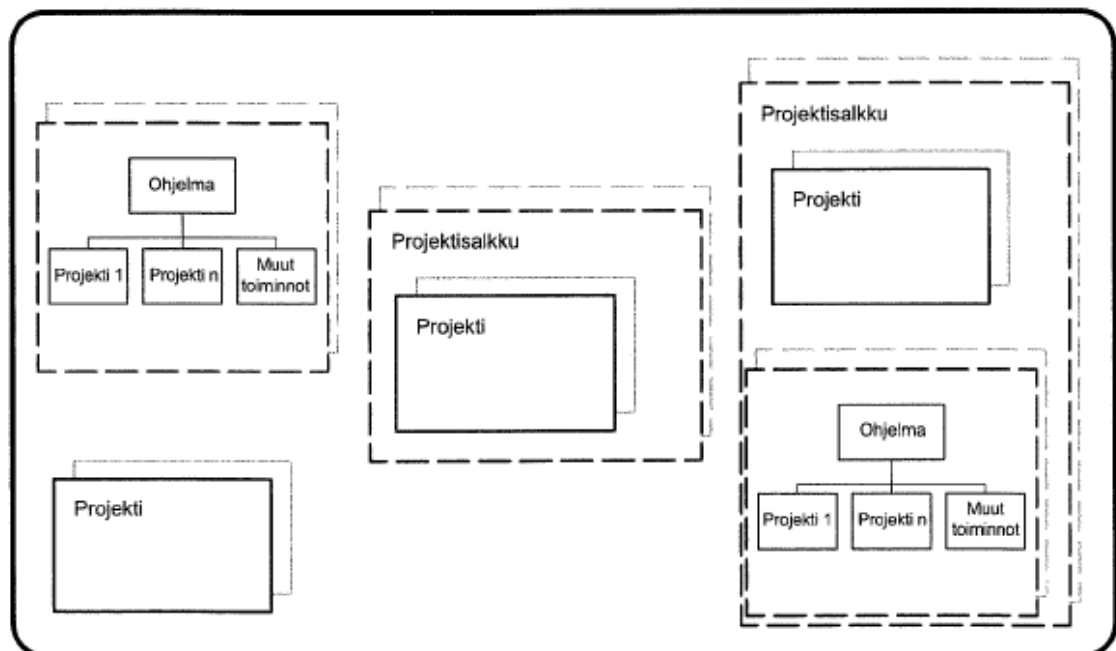 Ohjelma
Projekti 1
Projekti n
Muut
toiminnot
Projekti
Projektisalkku
Projekti
Projektisalkku
Projekti
Ohjelma
Projekti 1
Projekti n
Muut
toiminnot